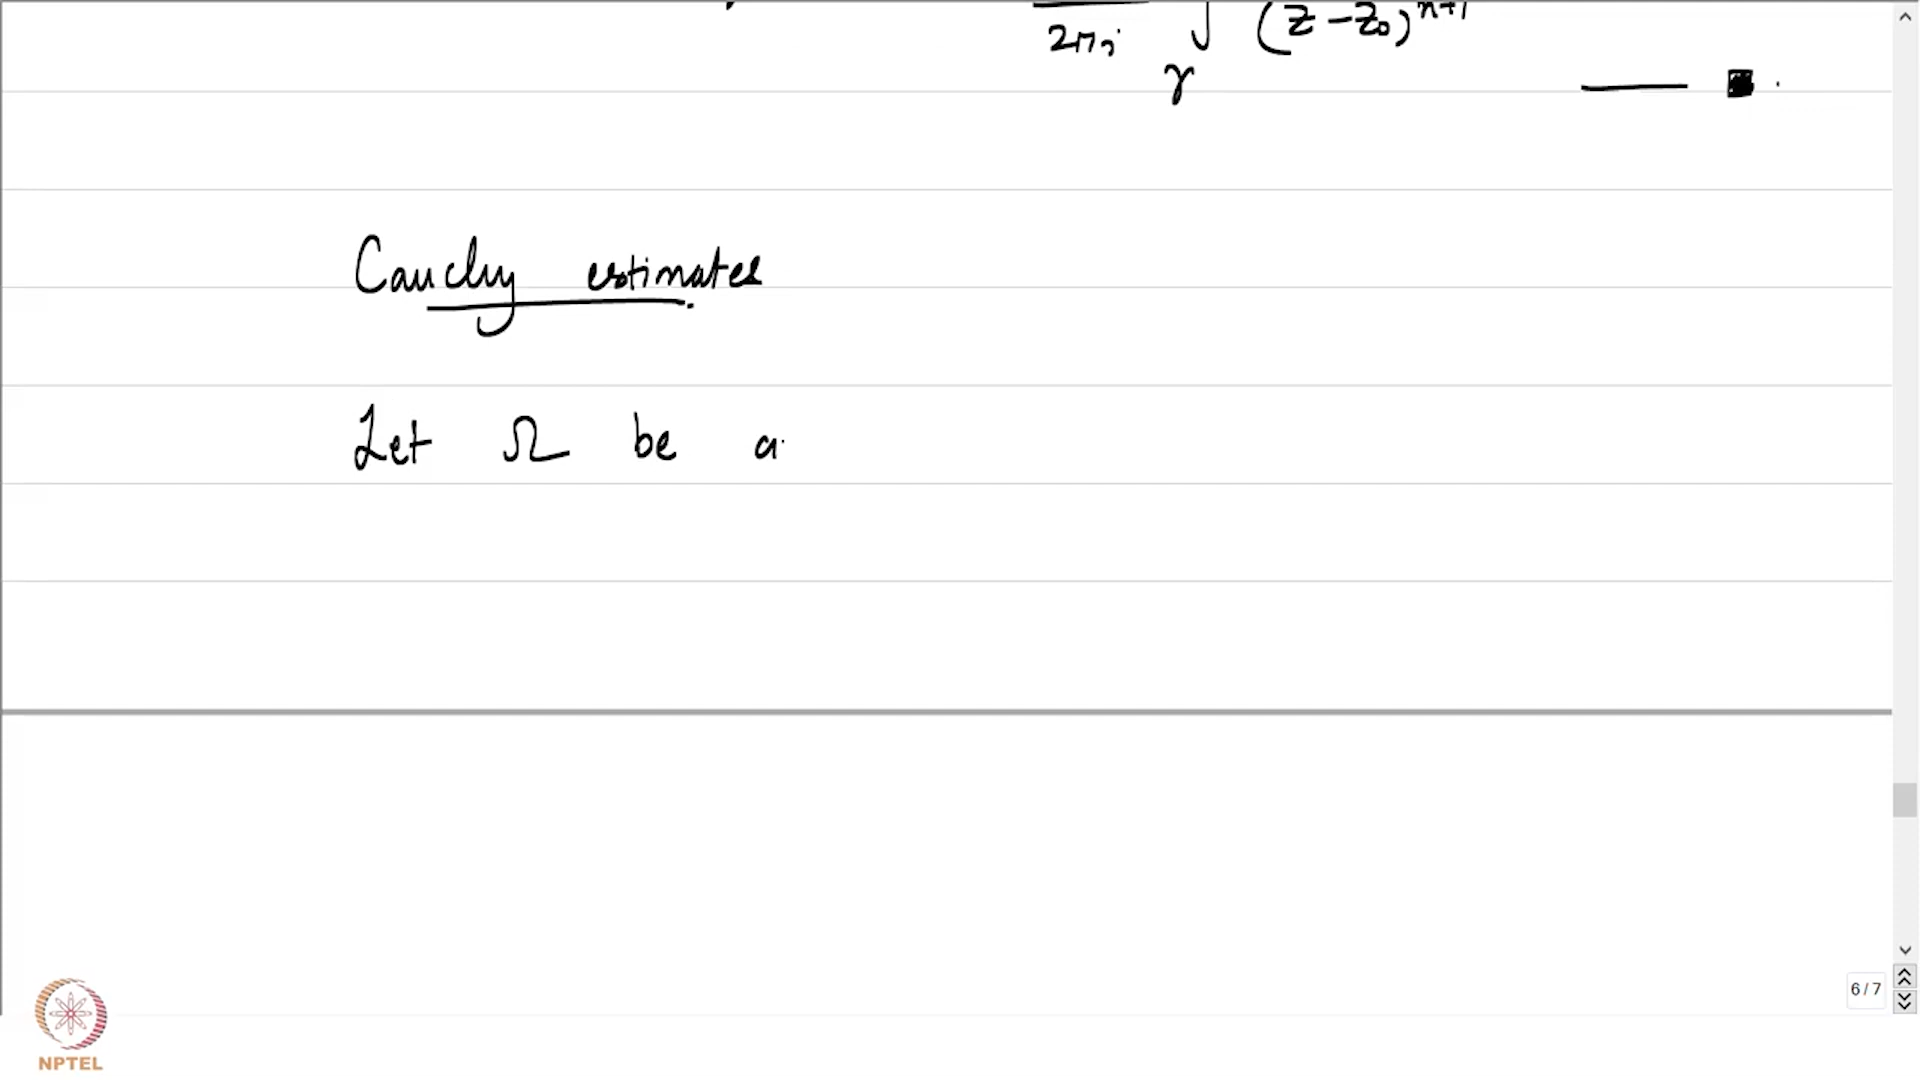 2πi ∫ (z-z₀)ⁿ⁺¹
γ
Cauchy estimates
Let Ω be a
6 / 7
NPTEL